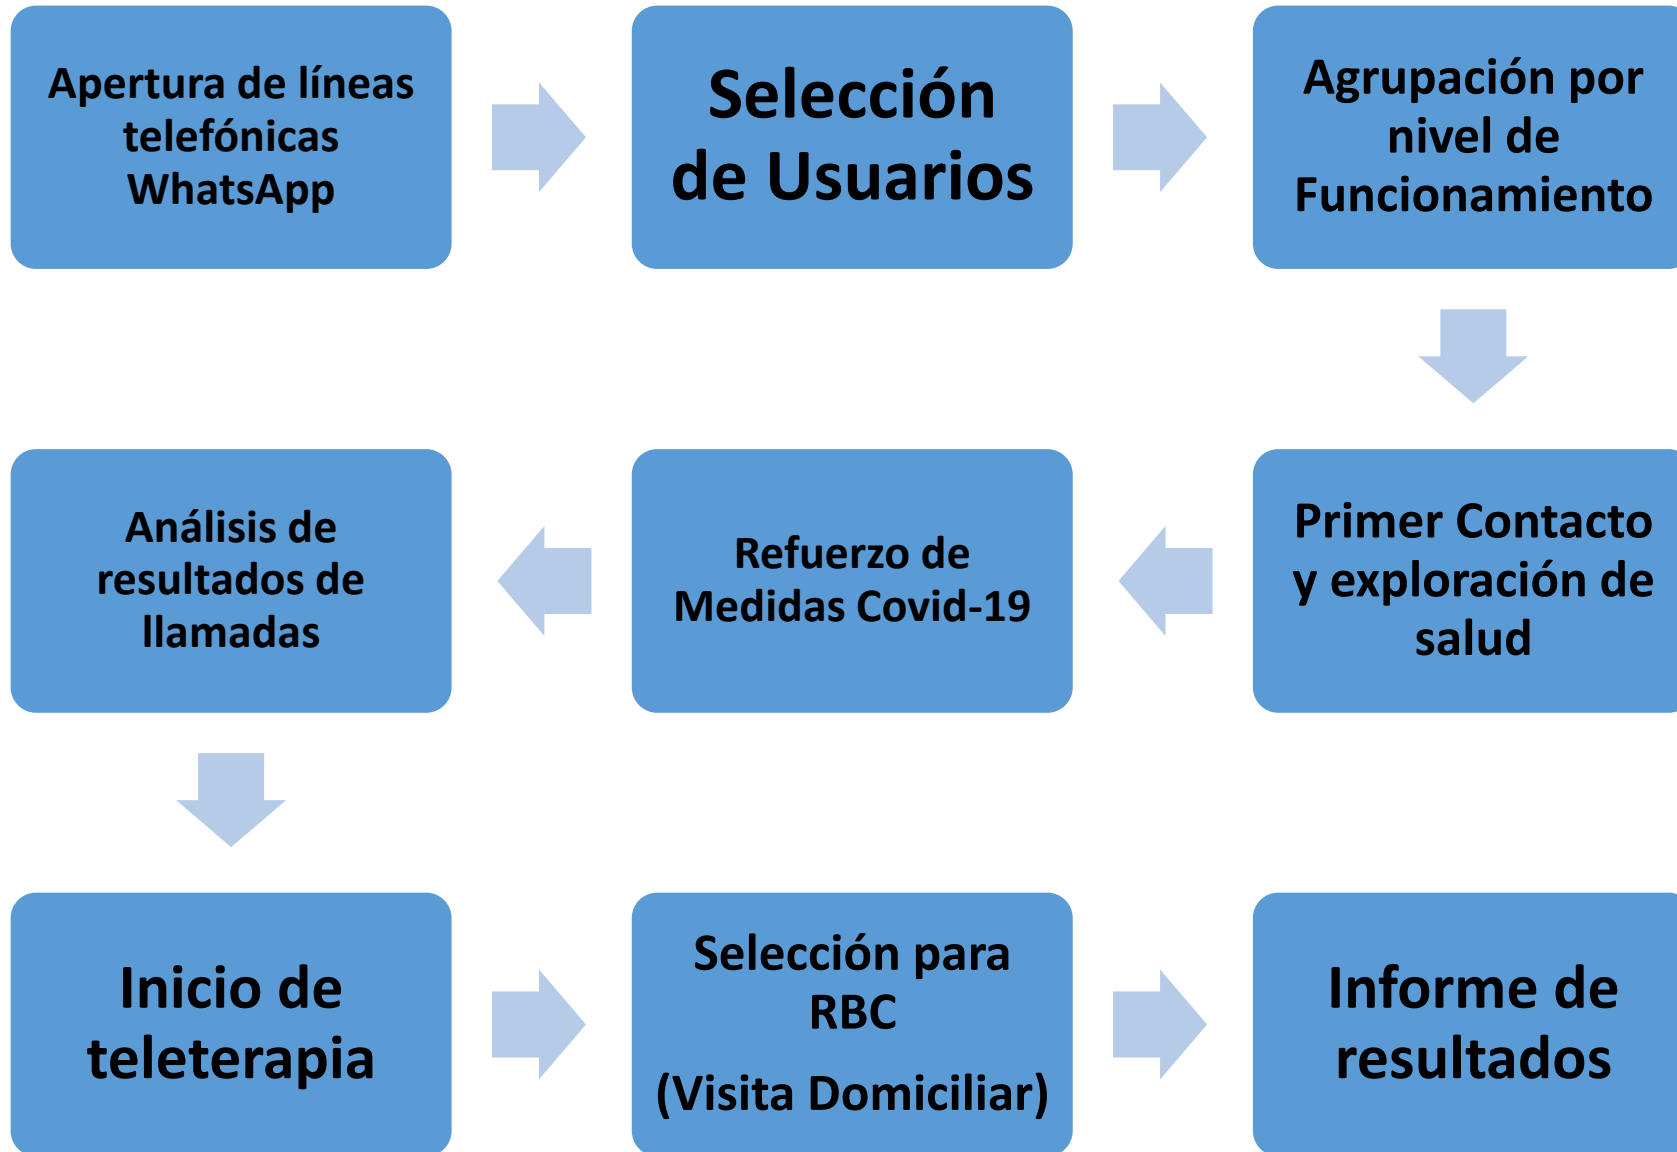 Apertura de líneas
telefónicas
WhatsApp
Selección
de Usuarios
Agrupación por
nivel de
Funcionamiento
Primer Contacto
y exploración de
salud
Refuerzo de
Medidas Covid-19
Análisis de
resultados de
llamadas
Inicio de
teleterapia
Selección para
RBC
(Visita Domiciliar)
Informe de
resultados